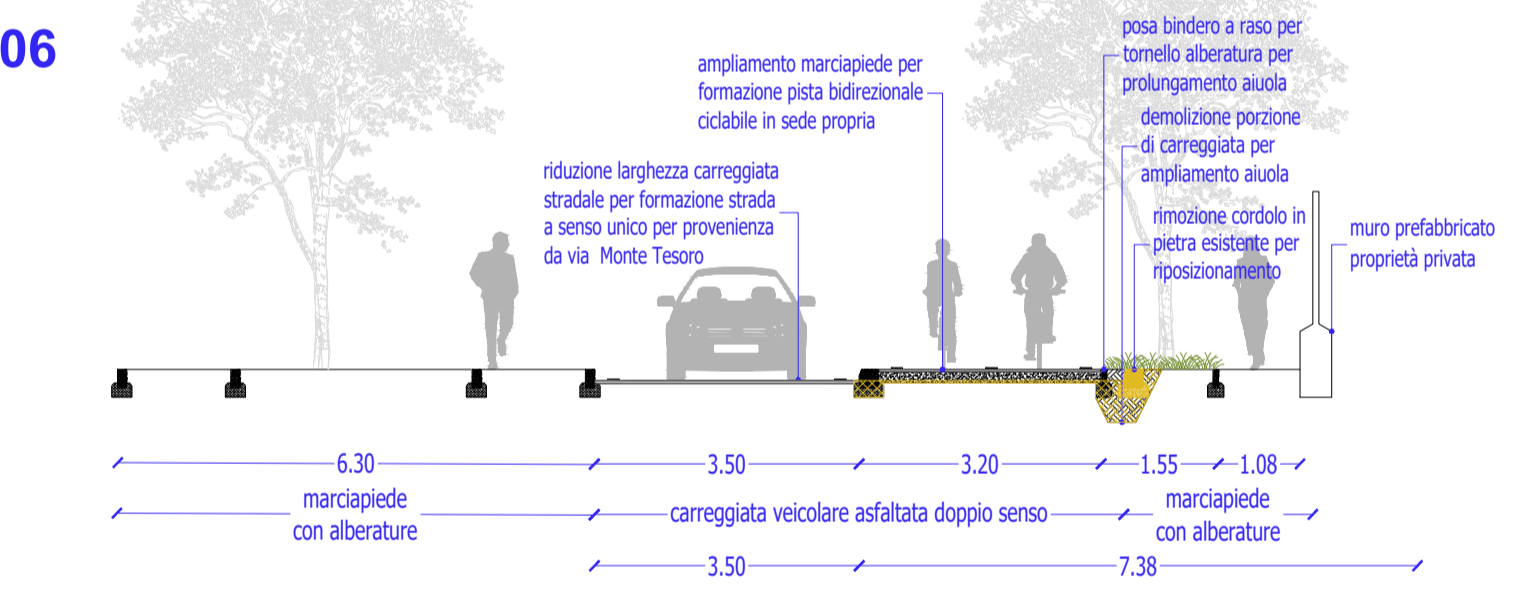 06
ampliamento marciapiede per
formazione pista bidirezionale
ciclabile in sede propria
posa bindero a raso per
tornello alberatura per
prolungamento aiuola
demolizione porzione
di carreggiata per
ampliamento aiuola
riduzione larghezza carreggiata
stradale per formazione strada
a senso unico per provenienza
da via Monte Tesoro
rimozione cordolo in
pietra esistente per
riposizionamento
muro prefabbricato
proprietà privata
6.30
3.50
3.20
1.55
1.08
marciapiede
con alberature
carreggiata veicolare asfaltata doppio senso
marciapiede
con alberature
3.50
7.38